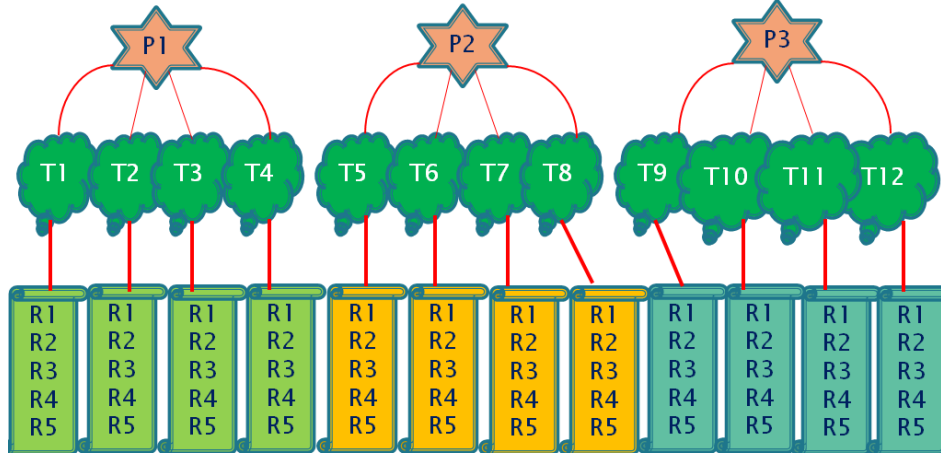 P1 P2 P3
T1 T2 T3 T4 T5 T6 T7 T8 T9 T10 T11 T12
R1 R1 R1 R1 R1 R1 R1 R1 R1 R1 R1 R1
R2 R2 R2 R2 R2 R2 R2 R2 R2 R2 R2 R2
R3 R3 R3 R3 R3 R3 R3 R3 R3 R3 R3 R3
R4 R4 R4 R4 R4 R4 R4 R4 R4 R4 R4 R4
R5 R5 R5 R5 R5 R5 R5 R5 R5 R5 R5 R5